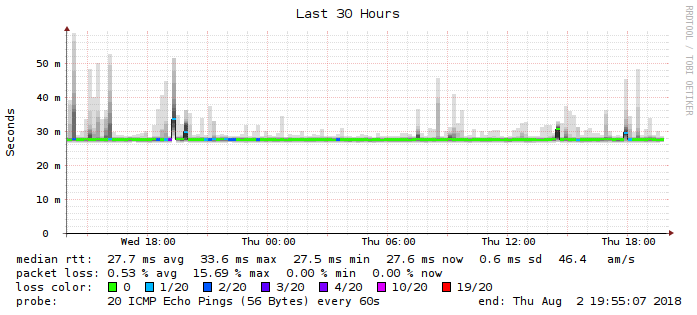 Last 30 Hours
RRDTOOL / TOBI OETIKER
Seconds
50 m
40 m
30 m
20 m
10 m
0
Wed 18:00 Thu 00:00 Thu 06:00 Thu 12:00 Thu 18:00
median rtt: 27.7 ms avg 33.6 ms max 27.5 ms min 27.6 ms now 0.6 ms sd 46.4 am/s
packet loss: 0.53 % avg 15.69 % max 0.00 % min 0.00 % now
loss color: 0 1/20 2/20 3/20 4/20 10/20 19/20
probe: 20 ICMP Echo Pings (56 Bytes) every 60s end: Thu Aug 2 19:55:07 2018